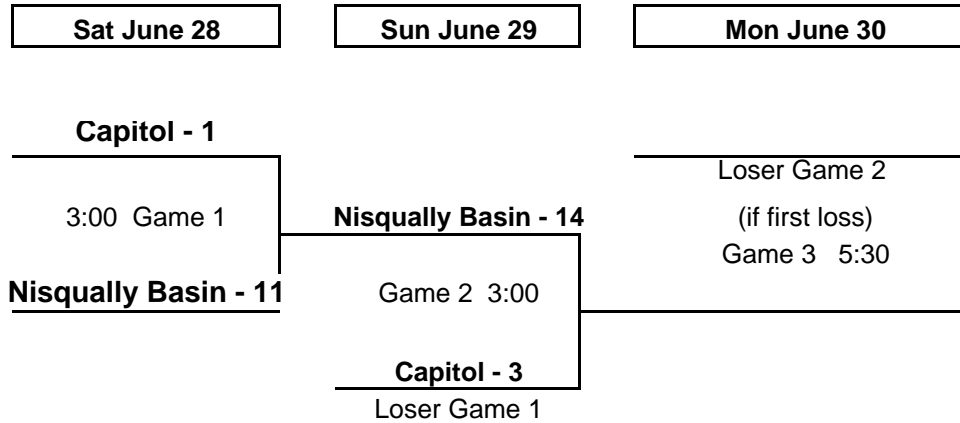 Sat June 28
Sun June 29
Mon June 30
Capitol - 1
Loser Game 2
3:00 Game 1
Nisqually Basin - 14
(if first loss)
Game 3 5:30
Nisqually Basin - 11
Game 2 3:00
Capitol - 3
Loser Game 1